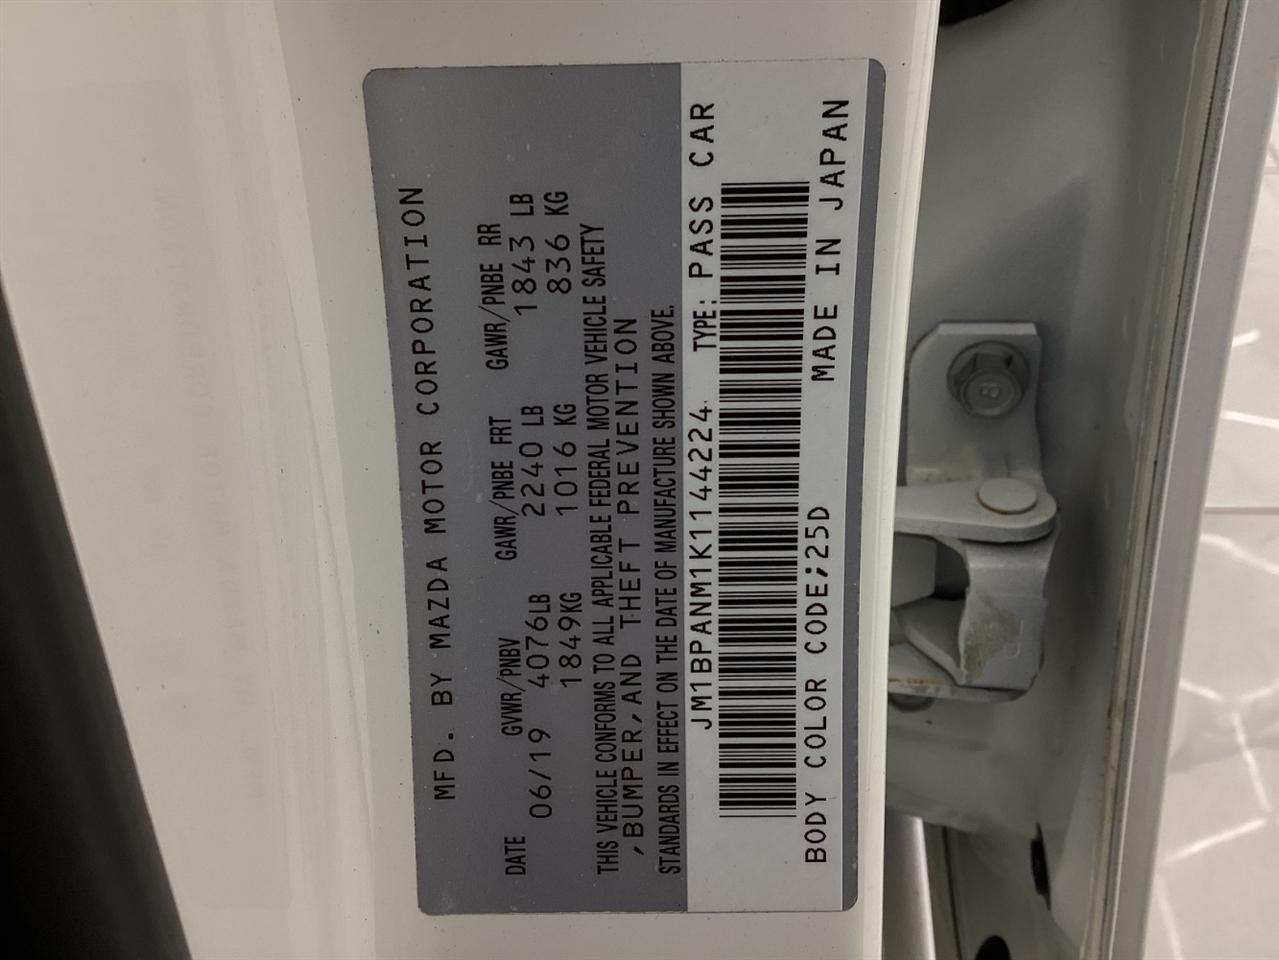 MFD. BY MAZDA MOTOR CORPORATION
DATE GVWR/PNBV GAWR/PNBE FRT GAWR/PNBE RR
06/19 4076LB 2240 LB 1843 LB
1849KG 1016 KG 836 KG
THIS VEHICLE CONFORMS TO ALL APPLICABLE FEDERAL MOTOR VEHICLE SAFETY
,BUMPER,AND THEFT PREVENTION
STANDARDS IN EFFECT ON THE DATE OF MANUFACTURE SHOWN ABOVE.
JM1BPANM1K1144224 TYPE: PASS CAR
BODY COLOR CODE;25D MADE IN JAPAN
8